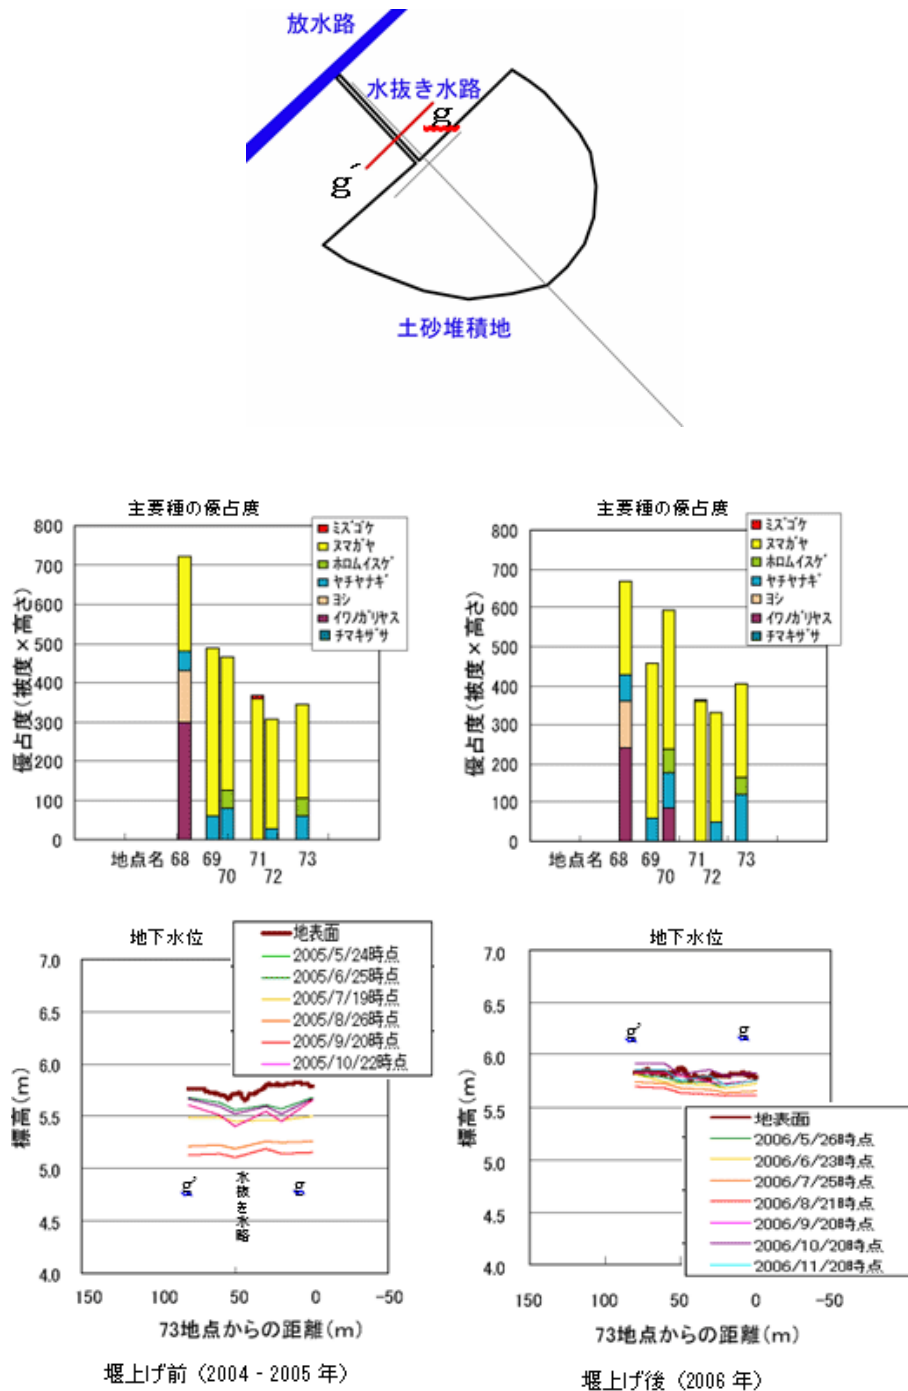 放水路
水抜き水路
g
g´
土砂堆積地
主要種の優占度
800
700
600
500
400
300
200
100
0
優占度(被度×高さ)
ミズゴケ
ヌマガヤ
ホロムイスゲ
ヤチヤナギ
ヨシ
イワノガリヤス
チマキザサ
地点名 68 69 71 73
70 72
主要種の優占度
800
700
600
500
400
300
200
100
0
優占度(被度×高さ)
ミズゴケ
ヌマガヤ
ホロムイスゲ
ヤチヤナギ
ヨシ
イワノガリヤス
チマキザサ
地点名 68 69 71 73
70 72
地下水位
地表面
2005/5/24時点
2005/6/25時点
2005/7/19時点
2005/8/26時点
2005/9/20時点
2005/10/22時点
7.0
6.5
6.0
5.5
5.0
4.5
4.0
標高(m)
g’
水抜き水路
g
150 100 50 0 -50
73地点からの距離(m)
堰上げ前 (2004 - 2005 年)
地下水位
7.0
6.5
6.0
5.5
5.0
4.5
4.0
標高(m)
g’
g
地表面
2006/5/26時点
2006/6/23時点
2006/7/25時点
2006/8/21時点
2006/9/20時点
2006/10/20時点
2006/11/20時点
150 100 50 0 -50
73地点からの距離(m)
堰上げ後 (2006 年)